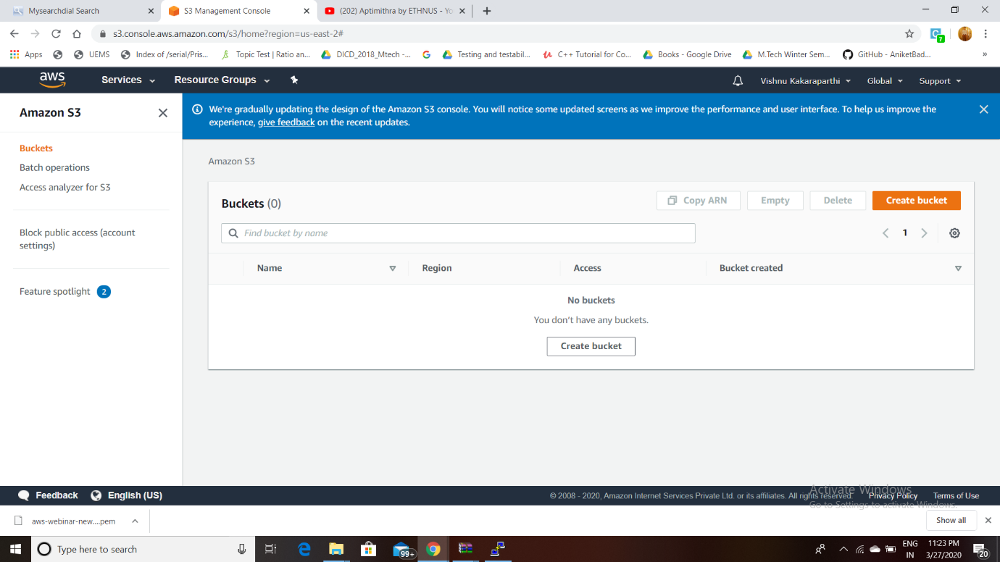 Mysearchdial Search
S3 Management Console
(202) Aptimithra by ETHNUS - Yo
s3.console.aws.amazon.com/s3/home?region=us-east-2#
7
Apps
UEMS
Index of /serial/Pris...
Topic Test | Ratio an...
DICD_2018_Mtech -...
Testing and testabil...
C++ Tutorial for Co...
Books - Google Drive
M.Tech Winter Sem...
GitHub - AniketBad...
»
aws
Services
Resource Groups
Vishnu Kakaraparthi
Global
Support
Amazon S3
Buckets
Batch operations
Access analyzer for S3
Block public access (account
settings)
Feature spotlight 2
We're gradually updating the design of the Amazon S3 console. You will notice some updated screens as we improve the performance and user interface. To help us improve the
experience, give feedback on the recent updates.
Amazon S3
Buckets (0)
Copy ARN
Empty
Delete
Create bucket
Find bucket by name
1
Name
Region
Access
Bucket created
No buckets
You don't have any buckets.
Create bucket
Feedback
English (US)
© 2008 - 2020, Amazon Internet Services Private Ltd. or its affiliates. All rights reserved.
Privacy Policy
Terms of Use
Activate Windows
Go to Settings to activate Windows.
aws-webinar-new....pem
Show all
Type here to search
99+
ENG
IN
11:23 PM
3/27/2020
20